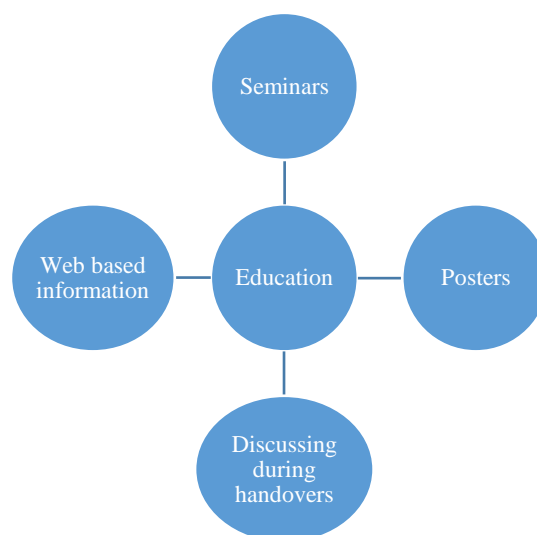 Seminars
Web based
information
Education
Posters
Discussing
during
handovers